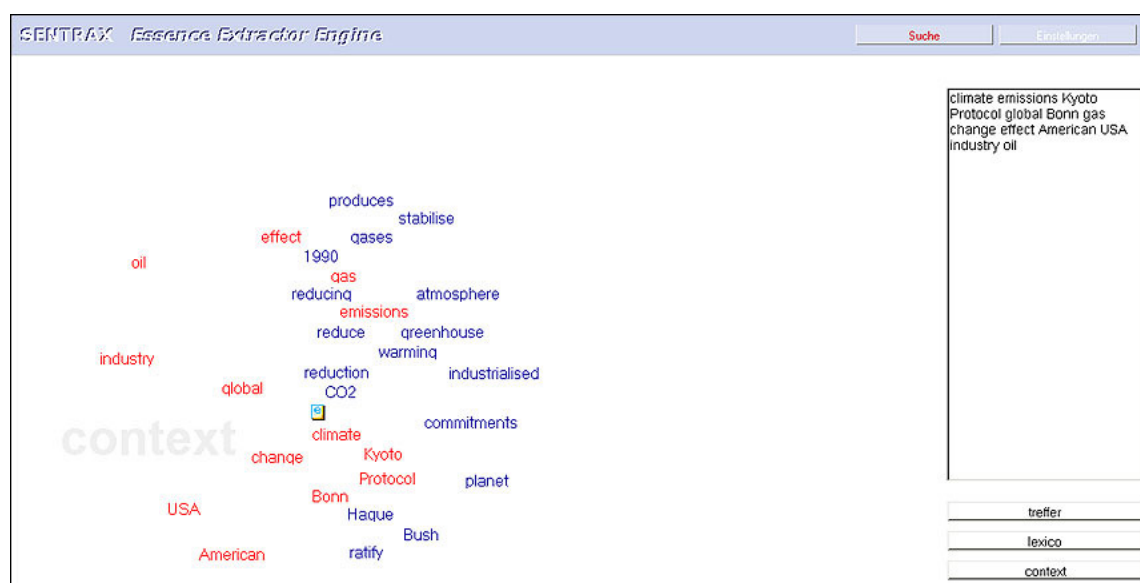 SENTRAX Essence Extractor Engine
Suche
Einstellungen
climate emissions Kyoto
Protocol global Bonn gas
change effect American USA
industry oil
produces
stabilise
effect
gases
1990
oil
gas
reducing
atmosphere
emissions
reduce
greenhouse
warming
industry
reduction
industrialised
global
CO2
context
climate
commitments
change
Kyoto
Protocol
planet
Bonn
USA
Hague
Bush
American
ratify
treffer
lexico
context